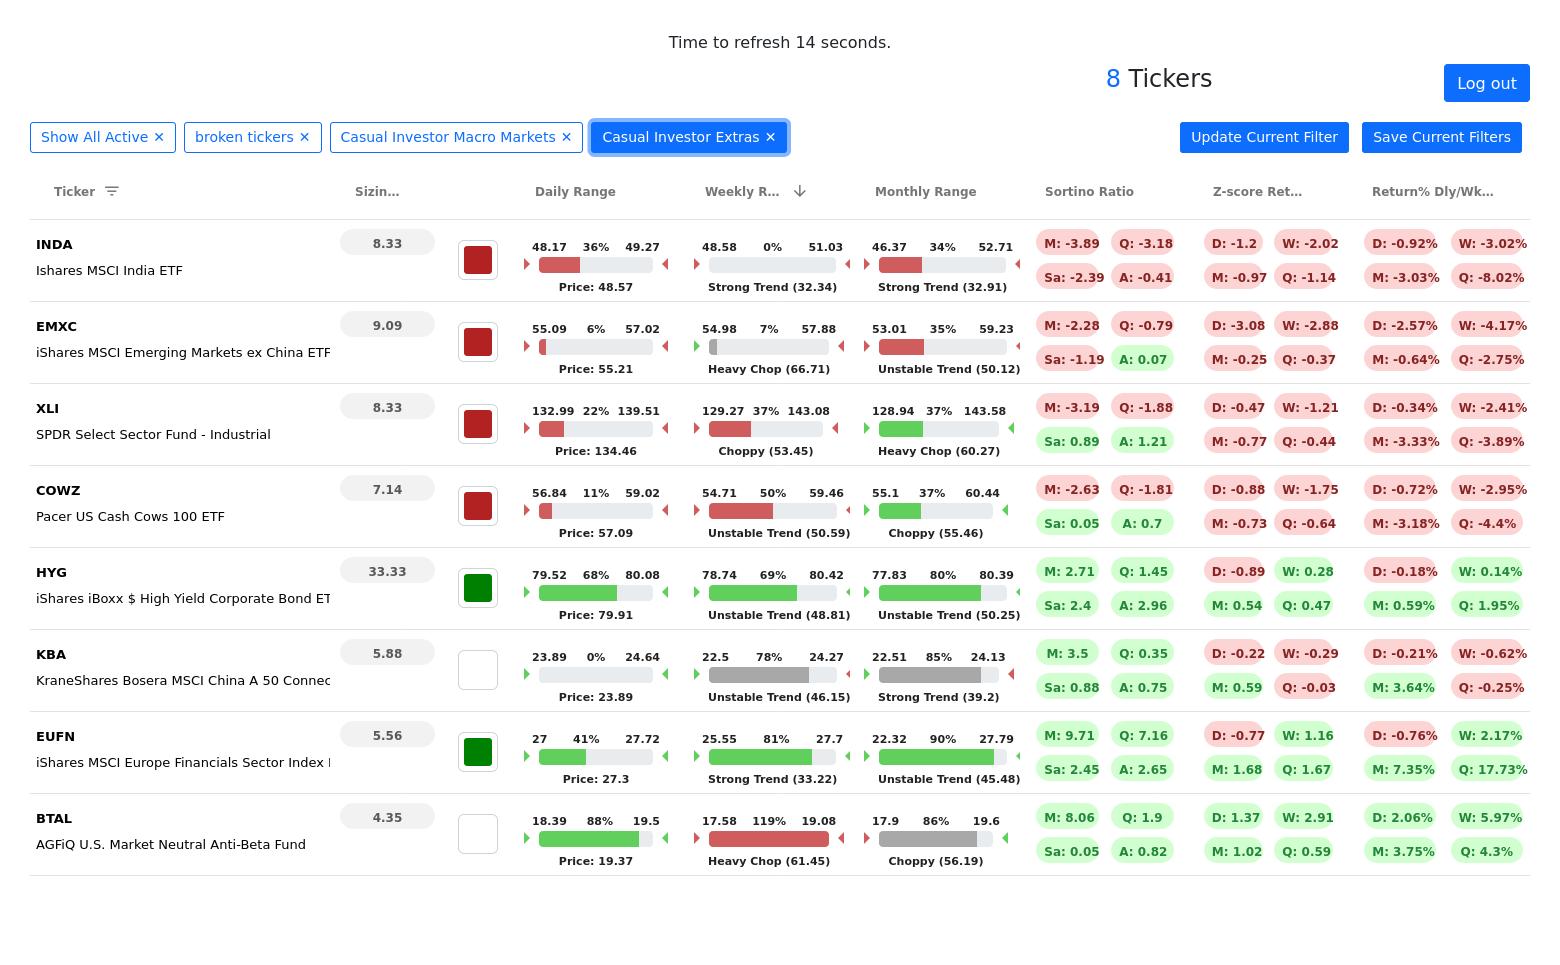 Time to refresh 14 seconds.
8 Tickers
Log out
Show All Active ✕ broken tickers ✕ Casual Investor Macro Markets ✕ Casual Investor Extras ✕ Update Current Filter Save Current Filters
Ticker Sizin... Daily Range Weekly R... Monthly Range Sortino Ratio Z-score Ret... Return% Dly/Wk...
INDA 8.33 48.17 36% 49.27 48.58 0% 51.03 46.37 34% 52.71 M: -3.89 Q: -3.18 D: -1.2 W: -2.02 D: -0.92% W: -3.02%
Ishares MSCI India ETF Sa: -2.39 A: -0.41 M: -0.97 Q: -1.14 M: -3.03% Q: -8.02%
Price: 48.57 Strong Trend (32.34) Strong Trend (32.91)
EMXC 9.09 55.09 6% 57.02 54.98 7% 57.88 53.01 35% 59.23 M: -2.28 Q: -0.79 D: -3.08 W: -2.88 D: -2.57% W: -4.17%
iShares MSCI Emerging Markets ex China ETF Sa: -1.19 A: 0.07 M: -0.25 Q: -0.37 M: -0.64% Q: -2.75%
Price: 55.21 Heavy Chop (66.71) Unstable Trend (50.12)
XLI 8.33 132.99 22% 139.51 129.27 37% 143.08 128.94 37% 143.58 M: -3.19 Q: -1.88 D: -0.47 W: -1.21 D: -0.34% W: -2.41%
SPDR Select Sector Fund - Industrial Sa: 0.89 A: 1.21 M: -0.77 Q: -0.44 M: -3.33% Q: -3.89%
Price: 134.46 Choppy (53.45) Heavy Chop (60.27)
COWZ 7.14 56.84 11% 59.02 54.71 50% 59.46 55.1 37% 60.44 M: -2.63 Q: -1.81 D: -0.88 W: -1.75 D: -0.72% W: -2.95%
Pacer US Cash Cows 100 ETF Sa: 0.05 A: 0.7 M: -0.73 Q: -0.64 M: -3.18% Q: -4.4%
Price: 57.09 Unstable Trend (50.59) Choppy (55.46)
HYG 33.33 79.52 68% 80.08 78.74 69% 80.42 77.83 80% 80.39 M: 2.71 Q: 1.45 D: -0.89 W: 0.28 D: -0.18% W: 0.14%
iShares iBoxx $ High Yield Corporate Bond ET Sa: 2.4 A: 2.96 M: 0.54 Q: 0.47 M: 0.59% Q: 1.95%
Price: 79.91 Unstable Trend (48.81) Unstable Trend (50.25)
KBA 5.88 23.89 0% 24.64 22.5 78% 24.27 22.51 85% 24.13 M: 3.5 Q: 0.35 D: -0.22 W: -0.29 D: -0.21% W: -0.62%
KraneShares Bosera MSCI China A 50 Connec Sa: 0.88 A: 0.75 M: 0.59 Q: -0.03 M: 3.64% Q: -0.25%
Price: 23.89 Unstable Trend (46.15) Strong Trend (39.2)
EUFN 5.56 27 41% 27.72 25.55 81% 27.7 22.32 90% 27.79 M: 9.71 Q: 7.16 D: -0.77 W: 1.16 D: -0.76% W: 2.17%
iShares MSCI Europe Financials Sector Index Sa: 2.45 A: 2.65 M: 1.68 Q: 1.67 M: 7.35% Q: 17.73%
Price: 27.3 Strong Trend (33.22) Unstable Trend (45.48)
BTAL 4.35 18.39 88% 19.5 17.58 119% 19.08 17.9 86% 19.6 M: 8.06 Q: 1.9 D: 1.37 W: 2.91 D: 2.06% W: 5.97%
AGFiQ U.S. Market Neutral Anti-Beta Fund Sa: 0.05 A: 0.82 M: 1.02 Q: 0.59 M: 3.75% Q: 4.3%
Price: 19.37 Heavy Chop (61.45) Choppy (56.19)